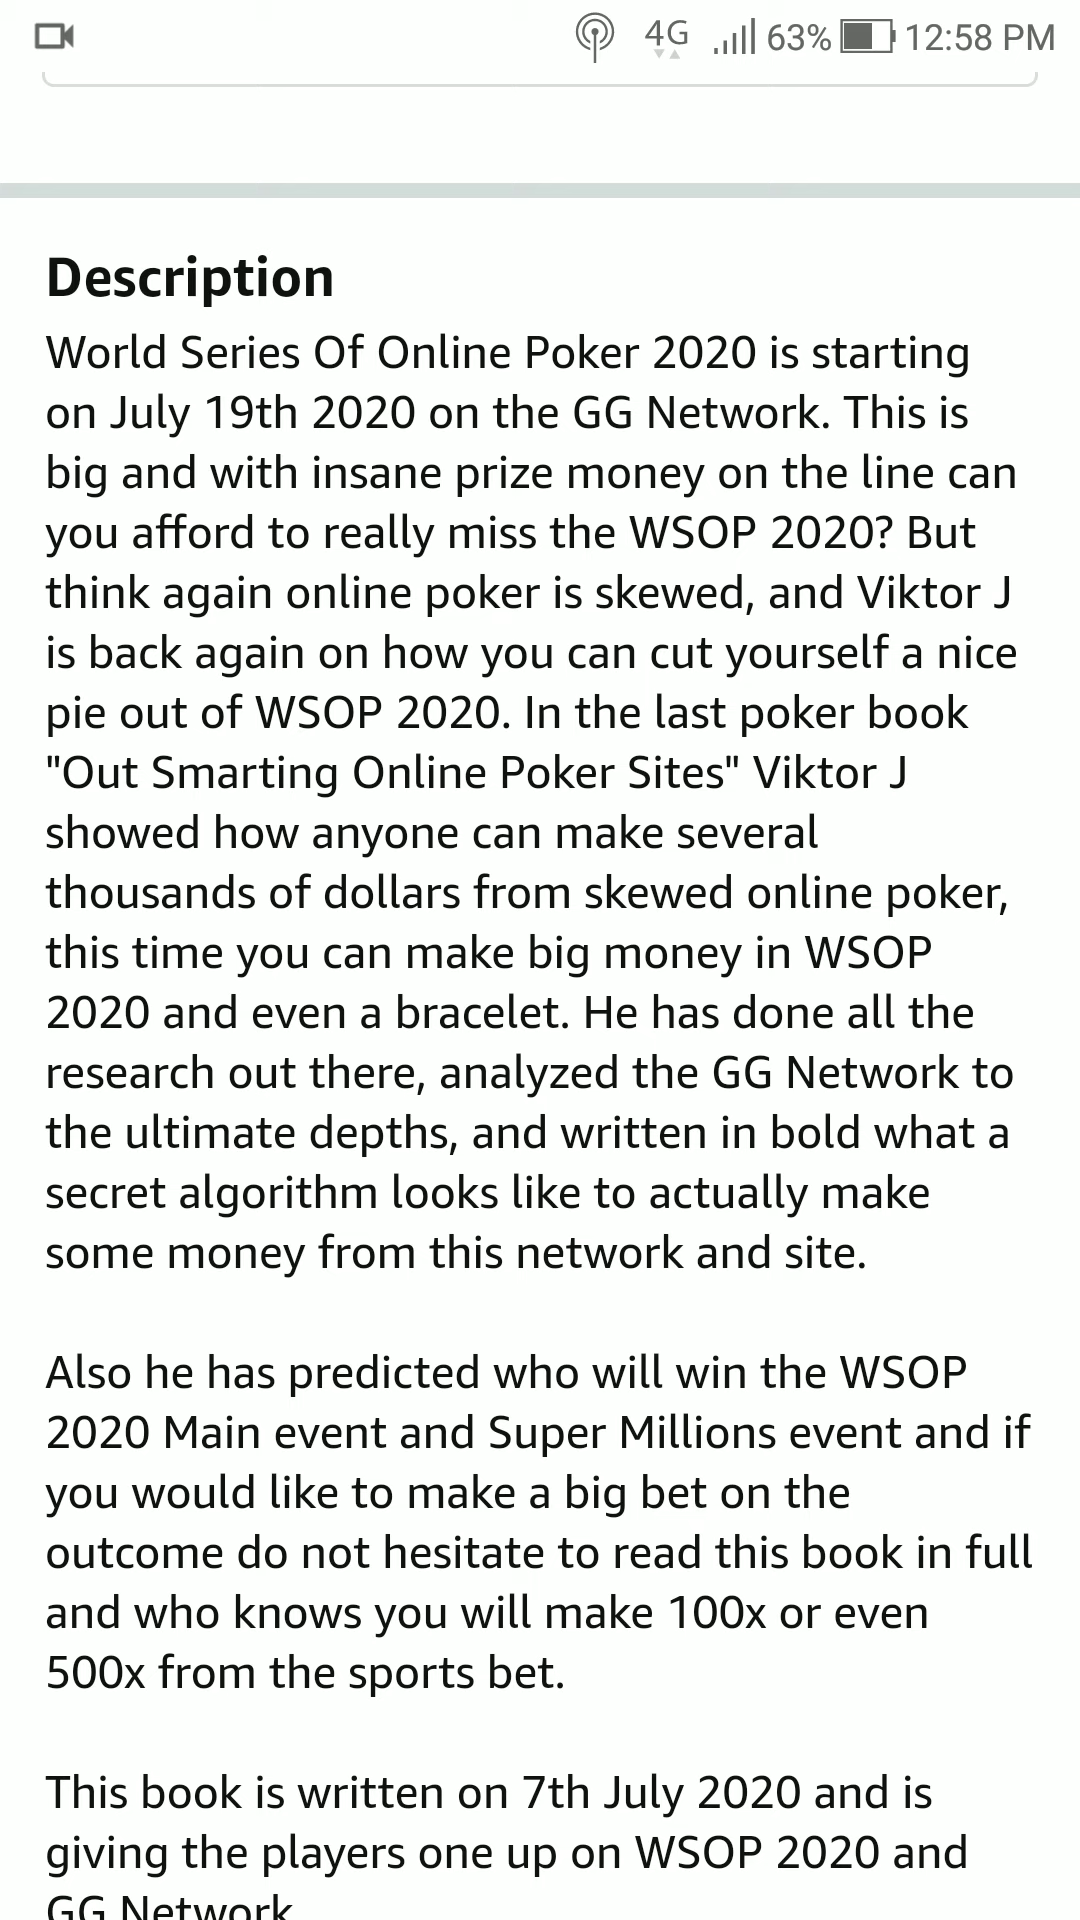 4G 63% 12:58 PM
Description
World Series Of Online Poker 2020 is starting
on July 19th 2020 on the GG Network. This is
big and with insane prize money on the line can
you afford to really miss the WSOP 2020? But
think again online poker is skewed, and Viktor J
is back again on how you can cut yourself a nice
pie out of WSOP 2020. In the last poker book
"Out Smarting Online Poker Sites" Viktor J
showed how anyone can make several
thousands of dollars from skewed online poker,
this time you can make big money in WSOP
2020 and even a bracelet. He has done all the
research out there, analyzed the GG Network to
the ultimate depths, and written in bold what a
secret algorithm looks like to actually make
some money from this network and site.
Also he has predicted who will win the WSOP
2020 Main event and Super Millions event and if
you would like to make a big bet on the
outcome do not hesitate to read this book in full
and who knows you will make 100x or even
500x from the sports bet.
This book is written on 7th July 2020 and is
giving the players one up on WSOP 2020 and
GG Network